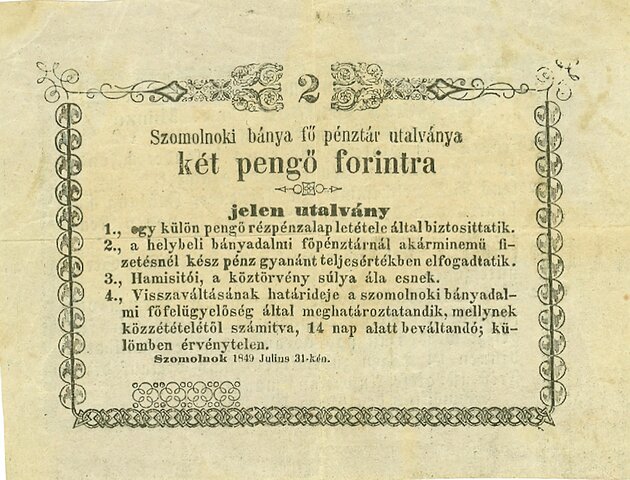 2
Szomolnoki bánya fő pénztár utalványa
két pengő forintra
jelen utalvány
1., egy külön pengő rézpénzalap letétele által biztosittatik.
2., a helybeli bányadalmi főpénztárnál akárminemű fi-
zetésnél kész pénz gyanánt teljesértékben elfogadtatik.
3., Hamisitói, a köztörvény súlya ála esnek.
4., Visszaváltásának határideje a szomolnoki bányadal-
mi főfelügyelőség által meghatároztatandik, mellynek
közzétételétől számitva, 14 nap alatt beváltandó; kü-
lömben érvénytelen.
Szomolnok 1849 Julius 31-kén.